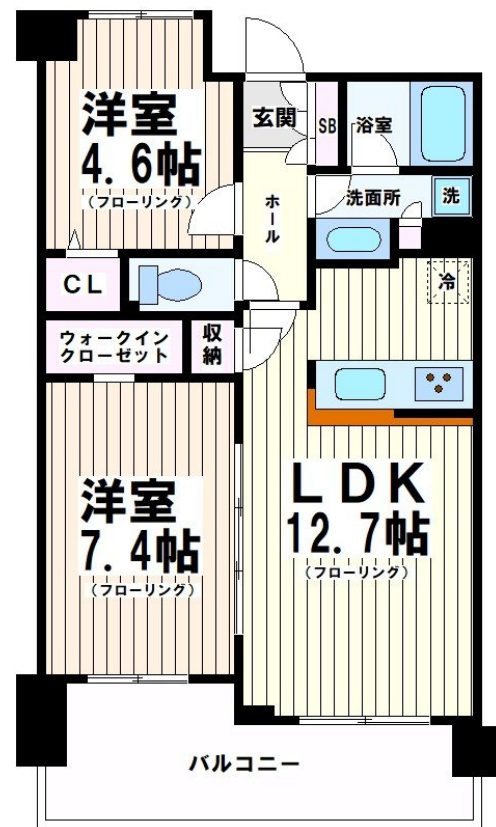 洋室
4.6帖
(フローリング)
玄関
SB
浴室
洗面所
洗
ホール
CL
冷
ウォークイン
クローゼット
収納
洋室
7.4帖
(フローリング)
LDK
12.7帖
(フローリング)
バルコニー